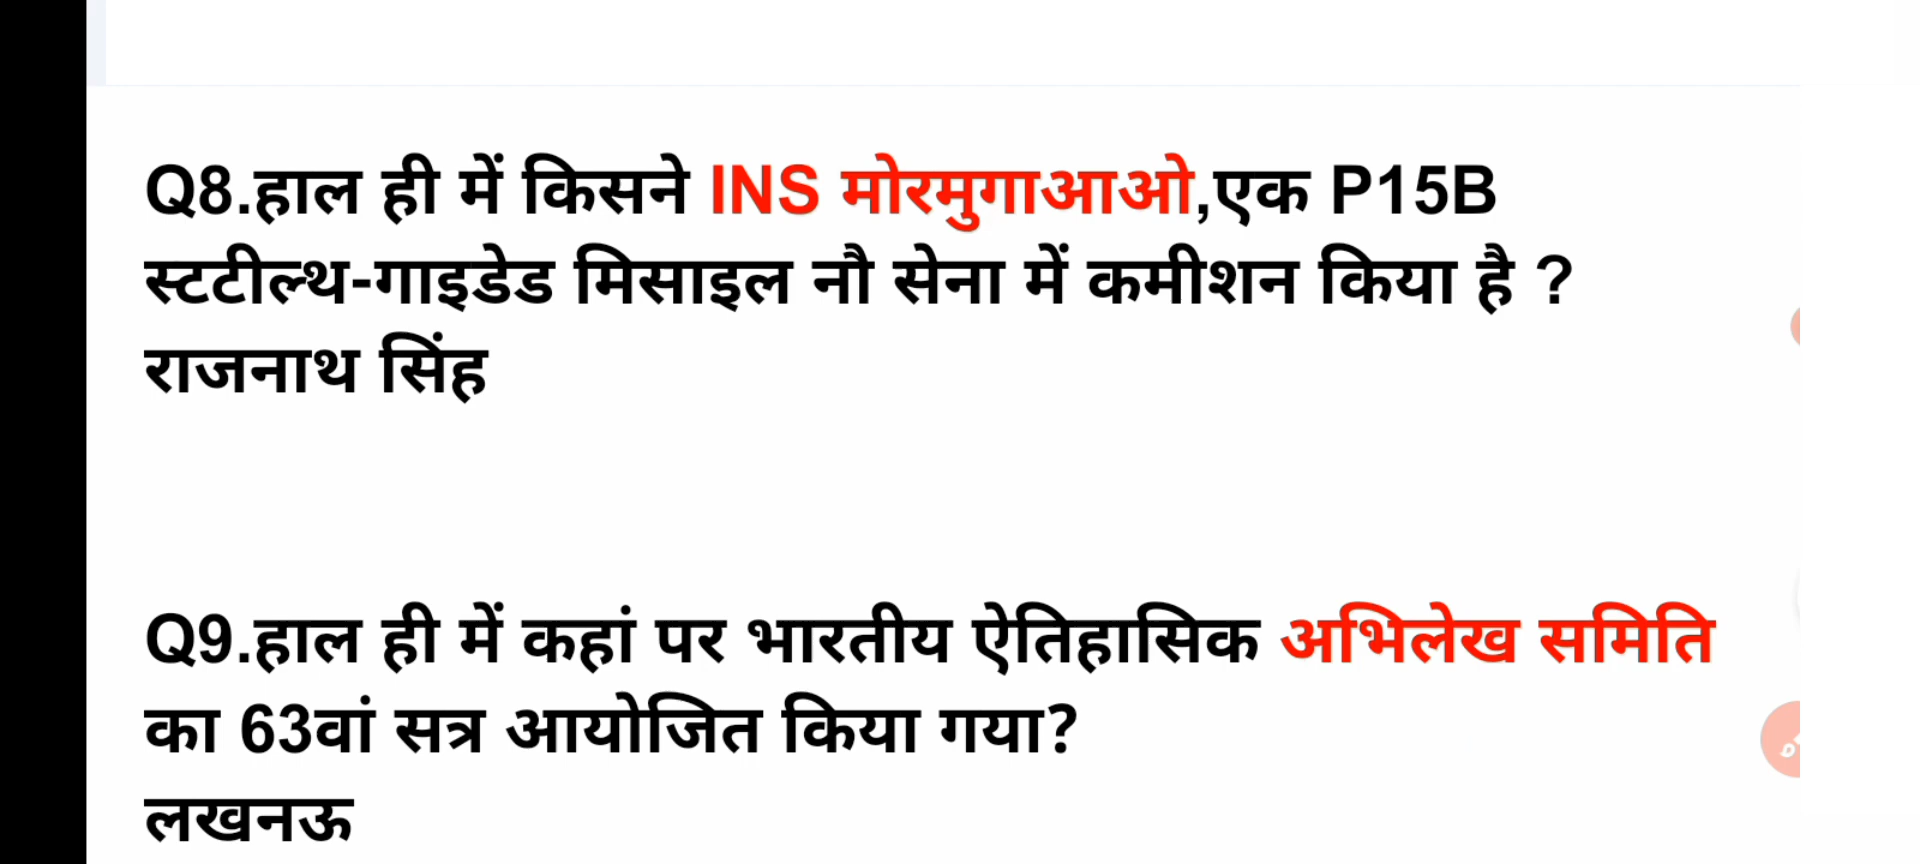 Q8.हाल ही में किसने INS मोरमुगाआओ,एक P15B
स्टटील्थ-गाइडेड मिसाइल नौ सेना में कमीशन किया है ?
राजनाथ सिंह
Q9.हाल ही में कहां पर भारतीय ऐतिहासिक अभिलेख समिति
का 63वां सत्र आयोजित किया गया?
लखनऊ